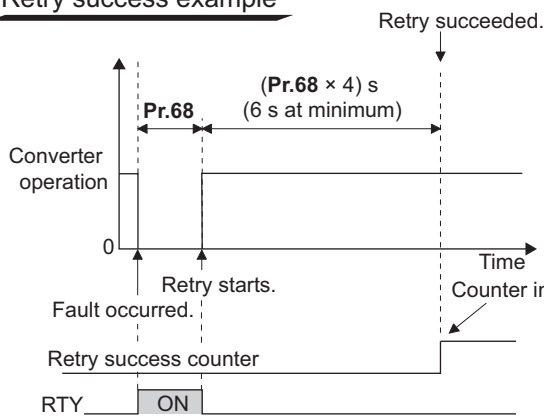 Retry success example
Retry succeeded.
(Pr.68 × 4) s
(6 s at minimum)
Pr.68
Converter
operation
0
Time
Retry starts.
Counter
Fault occurred.
Retry success counter
RTY
ON